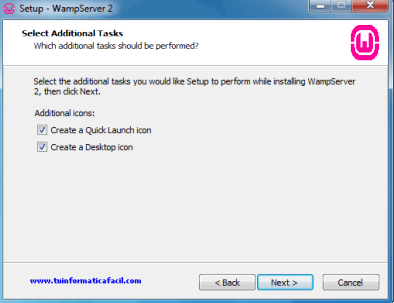 Setup - WampServer 2
Select Additional Tasks
Which additional tasks should be performed?
Select the additional tasks you would like Setup to perform while installing WampServer
2, then click Next.
Additional icons:
Create a Quick Launch icon
Create a Desktop icon
www.tuinformaticafacil.com
< Back
Next >
Cancel